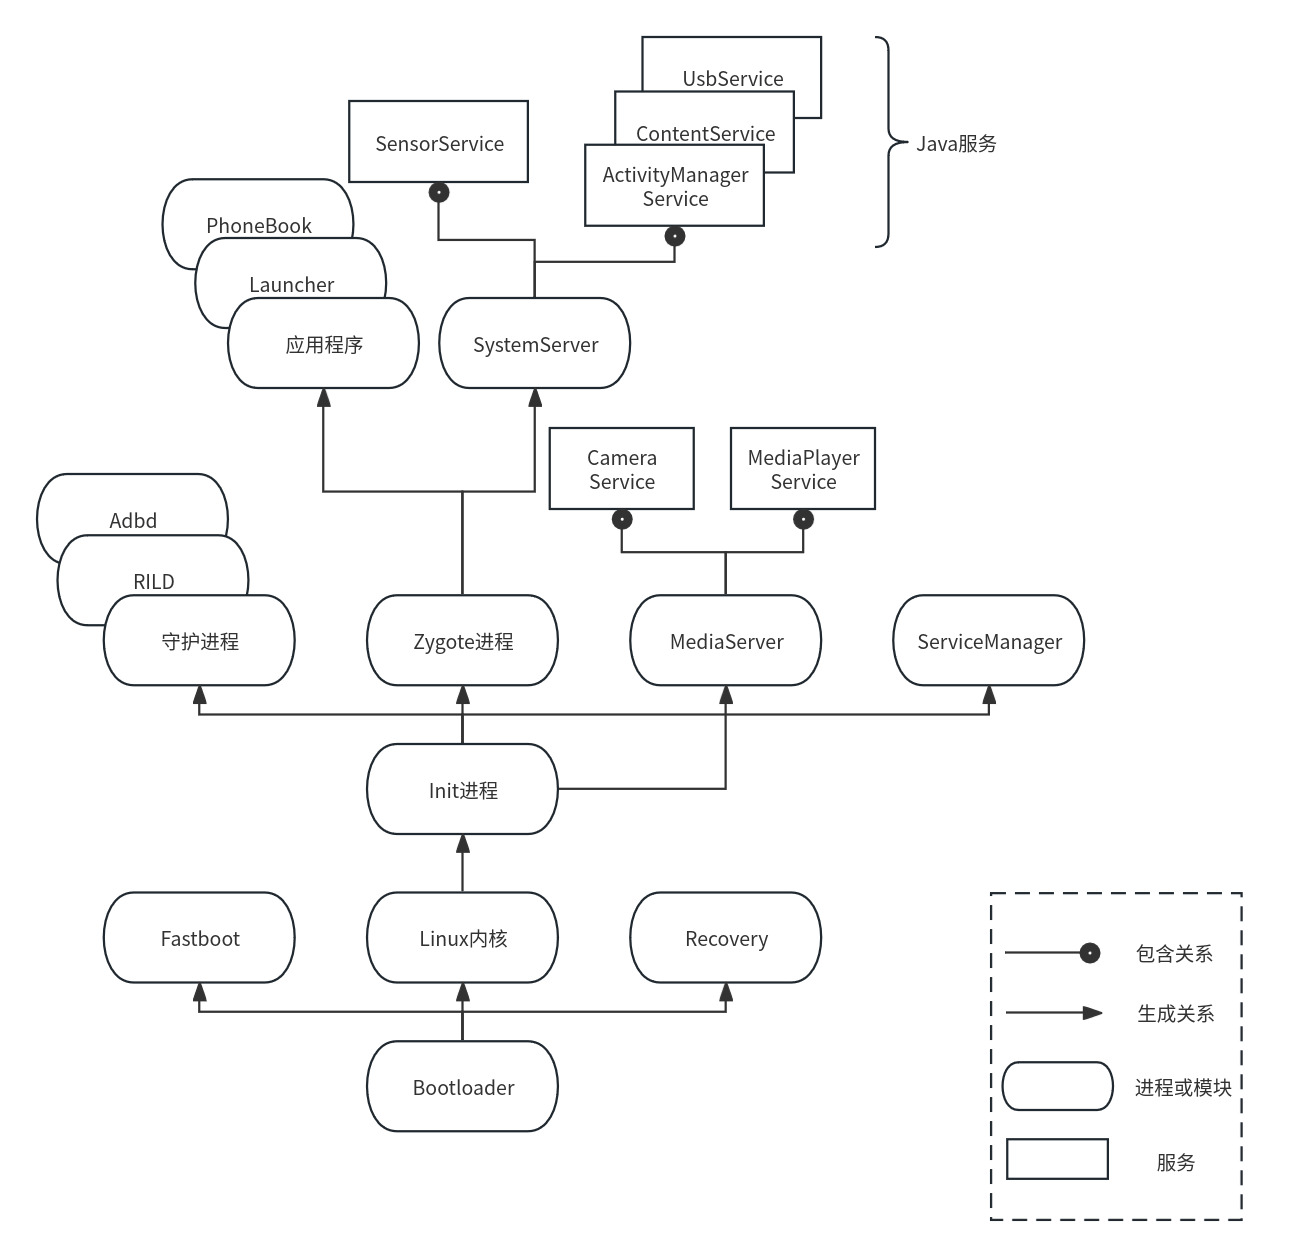 UsbService
ContentService
ActivityManager
Service
SensorService
Java服务
PhoneBook
Launcher
应用程序
SystemServer
Camera
Service
MediaPlayer
Service
Adbd
RILD
守护进程
Zygote进程
MediaServer
ServiceManager
Init进程
Fastboot
Linux内核
Recovery
Bootloader
包含关系
生成关系
进程或模块
服务